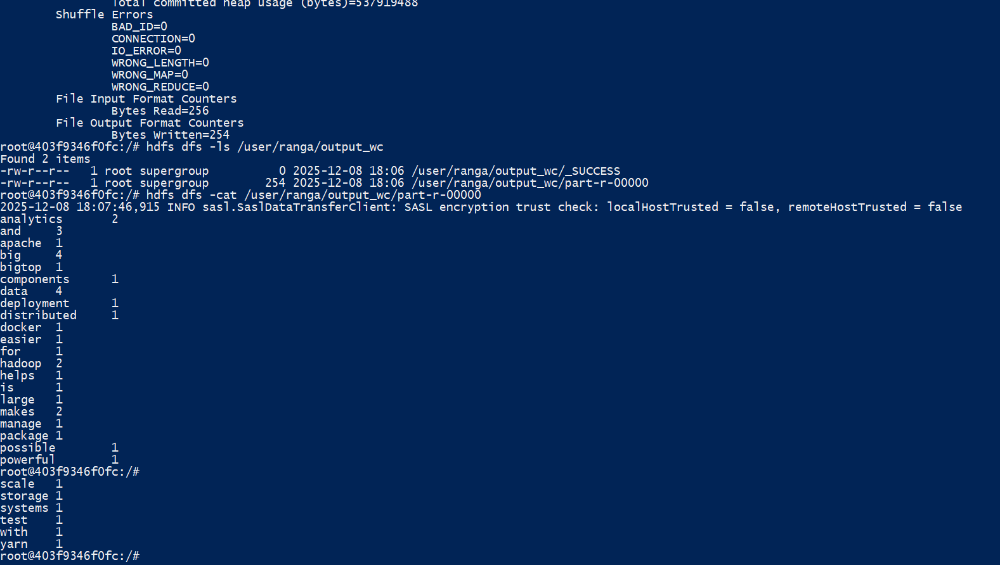 Total committed heap usage (bytes)=537919488
Shuffle Errors
BAD_ID=0
CONNECTION=0
IO_ERROR=0
WRONG_LENGTH=0
WRONG_MAP=0
WRONG_REDUCE=0
File Input Format Counters
Bytes Read=256
File Output Format Counters
Bytes Written=254
root@403f9346f0fc:/# hdfs dfs -ls /user/ranga/output_wc
Found 2 items
-rw-r--r--   1 root supergroup          0 2025-12-08 18:06 /user/ranga/output_wc/_SUCCESS
-rw-r--r--   1 root supergroup        254 2025-12-08 18:06 /user/ranga/output_wc/part-r-00000
root@403f9346f0fc:/# hdfs dfs -cat /user/ranga/output_wc/part-r-00000
2025-12-08 18:07:46,915 INFO sasl.SaslDataTransferClient: SASL encryption trust check: localHostTrusted = false, remoteHostTrusted = false
analytics 2
and 3
apache 1
big 4
bigtop 1
components 1
data 4
deployment 1
distributed 1
docker 1
easier 1
for 1
hadoop 2
helps 1
is 1
large 1
makes 2
manage 1
package 1
possible 1
powerful 1
root@403f9346f0fc:/#
scale 1
storage 1
systems 1
test 1
with 1
yarn 1
root@403f9346f0fc:/#